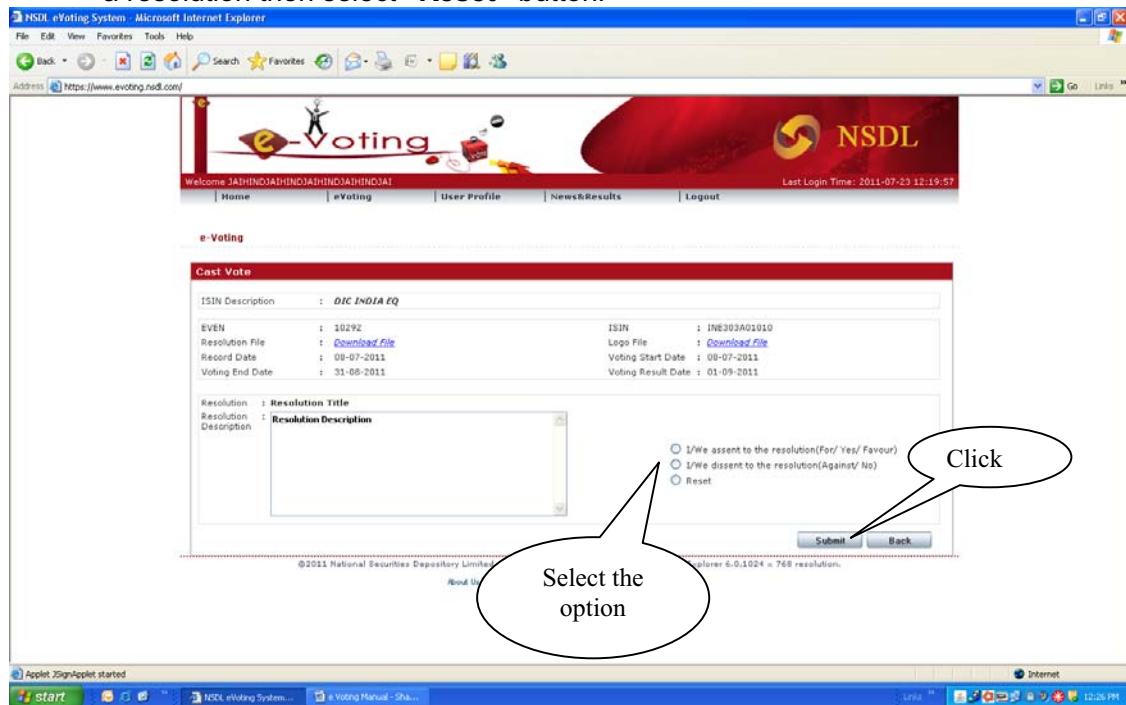 a resolution then select "Reset" button.
NSDL eVoting System - Microsoft Internet Explorer
File Edit View Favorites Tools Help
Back Search Favorites
Address https://www.evoting.nsdl.com/ Go Links »
e-Voting NSDL
Welcome JAIHINDJAIHINDJAIHINDJAIHINDJAI Last Login Time: 2011-07-23 12:19:57
Home eVoting User Profile News&Results Logout
e-Voting
Cast Vote
ISIN Description : DIC INDIA EQ
EVEN : 10292 ISIN : INE303A01010
Resolution File : Download File Logo File : Download File
Record Date : 08-07-2011 Voting Start Date : 08-07-2011
Voting End Date : 31-08-2011 Voting Result Date : 01-09-2011
Resolution : Resolution Title
Resolution Description : Resolution Description
I/We assent to the resolution(For/ Yes/ Favour)
I/We dissent to the resolution(Against/ No)
Reset
Click
Submit Back
©2011 National Securities Depository Limited Explorer 6.0,1024 x 768 resolution.
About Us
Select the
option
Applet JSignApplet started Internet
start NSDL eVoting System... e Voting Manual - Sha... Links » 12:26 PM